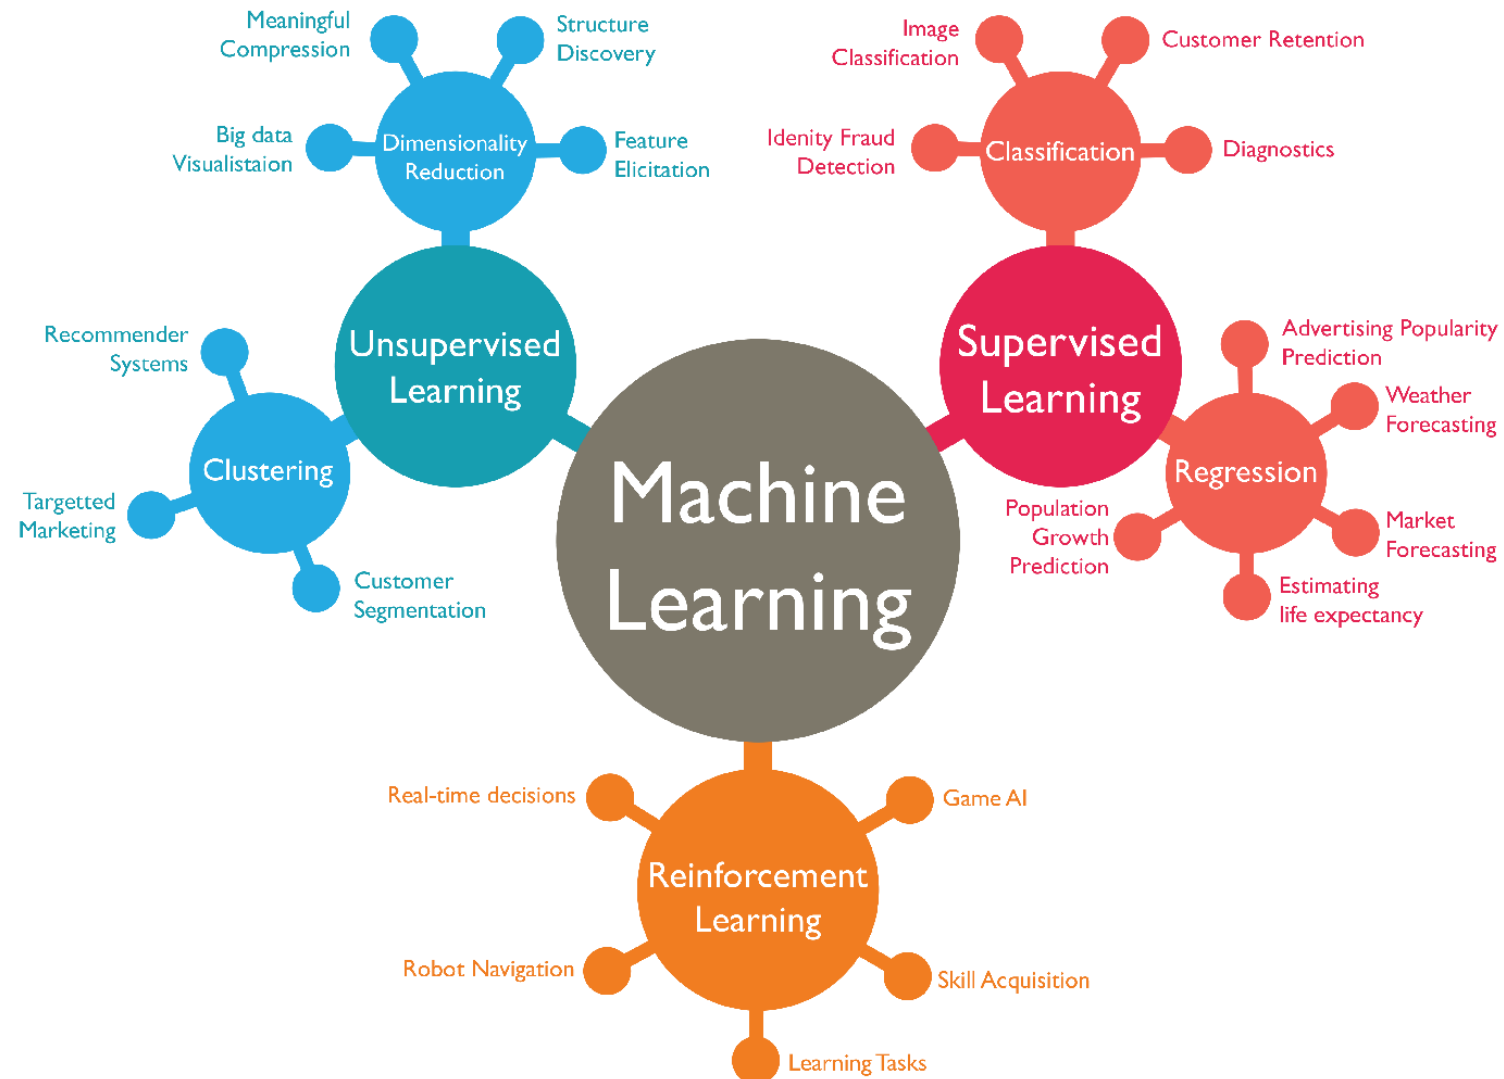 Meaningful
Compression
Structure
Discovery
Big data
Visualistaion
Dimensionality
Reduction
Feature
Elicitation
Image
Classification
Customer Retention
Idenity Fraud
Detection
Classification
Diagnostics
Unsupervised
Learning
Supervised
Learning
Recommender
Systems
Clustering
Targetted
Marketing
Customer
Segmentation
Advertising Popularity
Prediction
Weather
Forecasting
Regression
Population
Growth
Prediction
Market
Forecasting
Estimating
life expectancy
Machine
Learning
Real-time decisions
Game AI
Reinforcement
Learning
Robot Navigation
Skill Acquisition
Learning Tasks